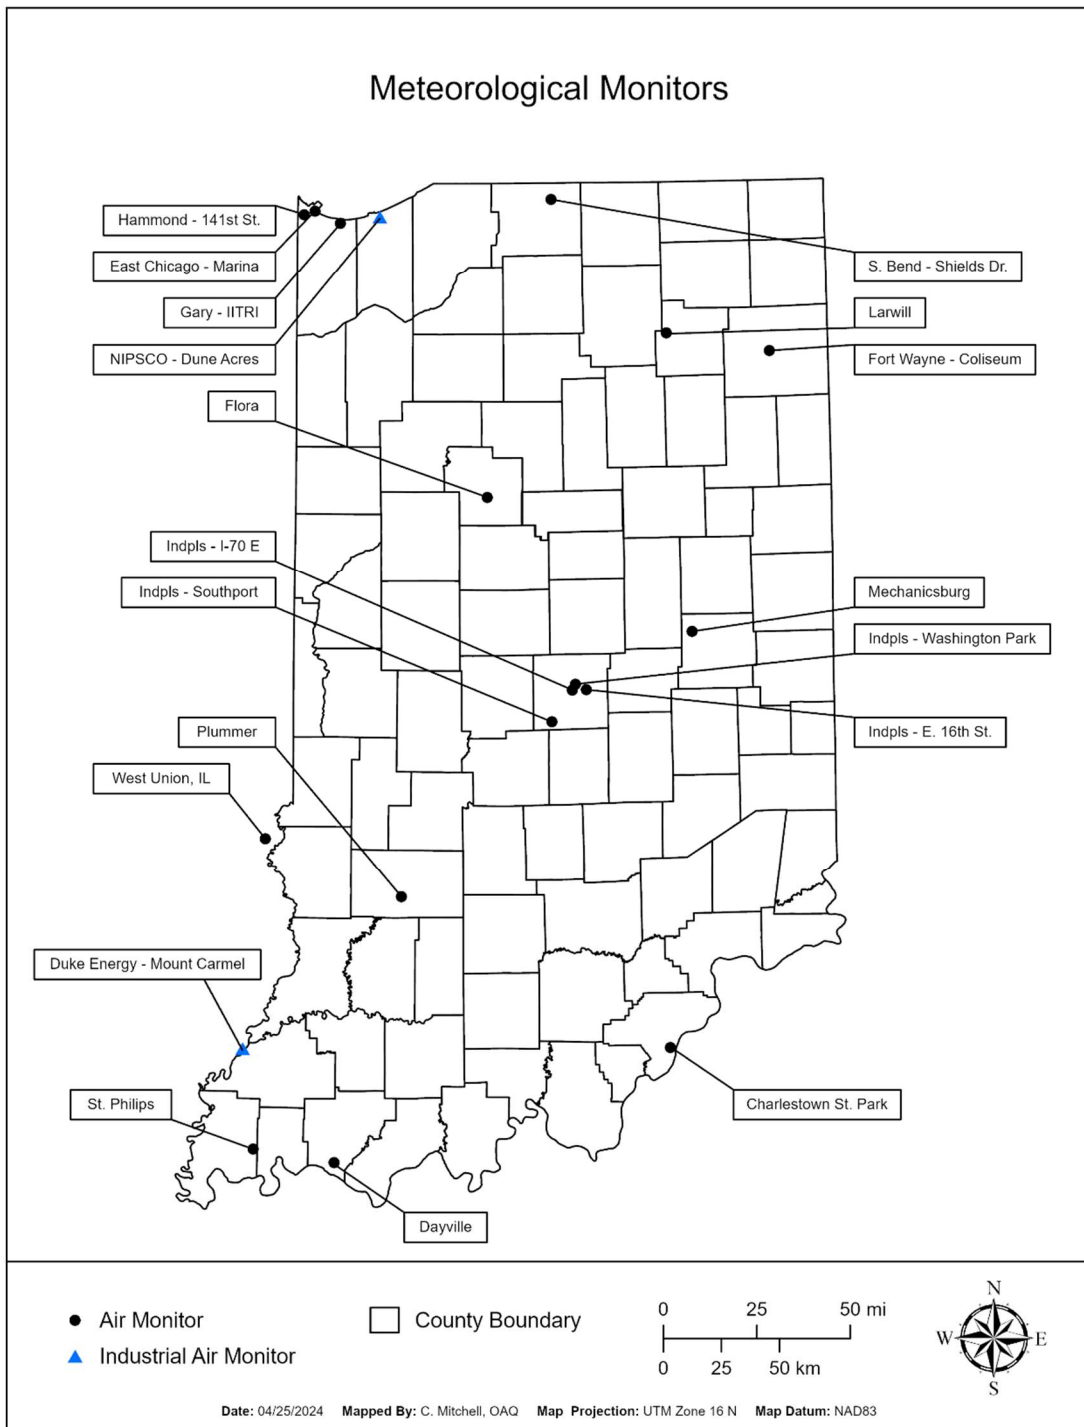 Meteorological Monitors
Hammond - 141st St.
East Chicago - Marina
Gary - IITRI
NIPSCO - Dune Acres
Flora
Indpls - I-70 E
Indpls - Southport
Plummer
West Union, IL
Duke Energy - Mount Carmel
St. Philips
Dayville
S. Bend - Shields Dr.
Larwill
Fort Wayne - Coliseum
Mechanicsburg
Indpls - Washington Park
Indpls - E. 16th St.
Charlestown St. Park
Air Monitor
Industrial Air Monitor
County Boundary
0 25 50 mi
0 25 50 km
N
W E
S
Date: 04/25/2024 Mapped By: C. Mitchell, OAQ Map Projection: UTM Zone 16 N Map Datum: NAD83